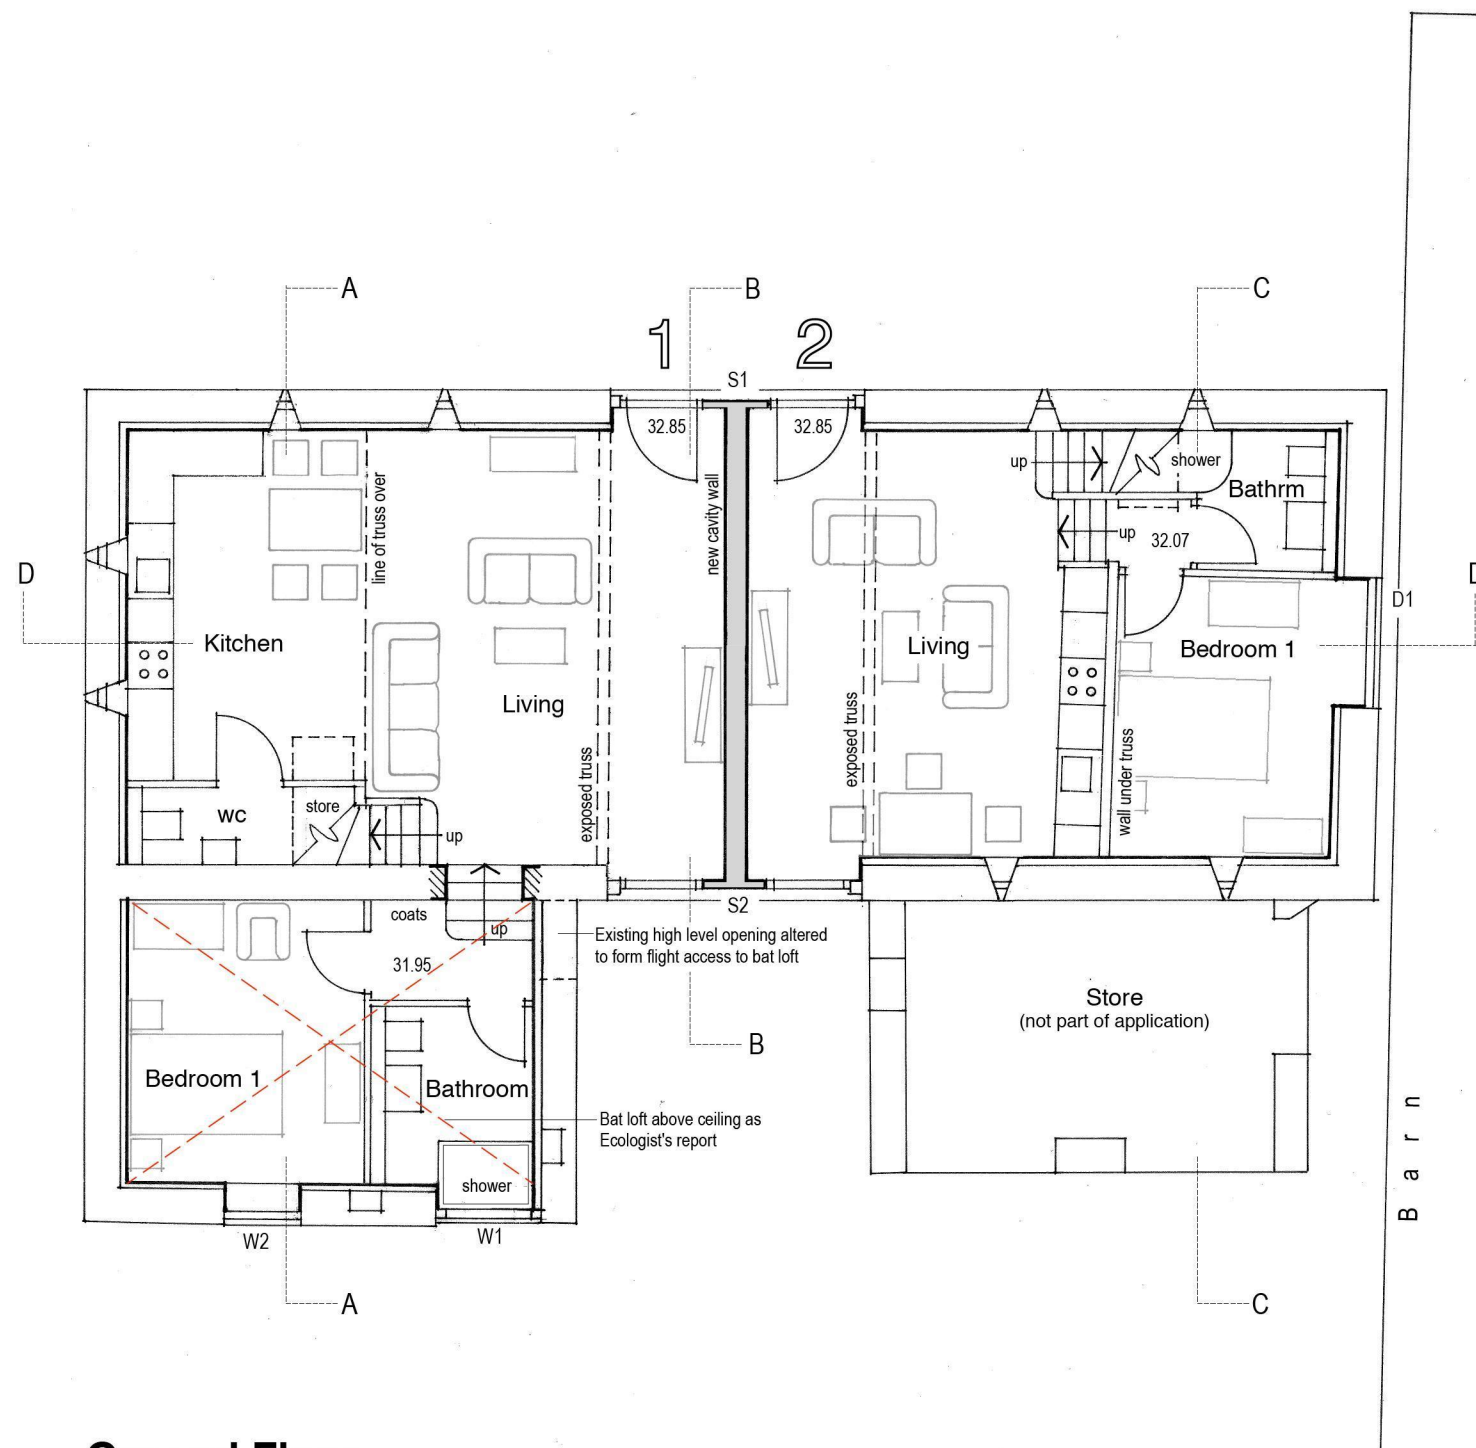 A
B
C
1
2
S1
32.85
32.85
up
shower
Bathrm
line of truss over
new cavity wall
up
32.07
D
D1
Kitchen
Living
Bedroom 1
Living
exposed truss
exposed truss
wall under truss
store
wc
up
coats
S2
up
Existing high level opening altered
to form flight access to bat loft
31.95
Store
(not part of application)
B
Bedroom 1
Bathroom
Bat loft above ceiling as
Ecologist's report
Barn
shower
W2
W1
A
C